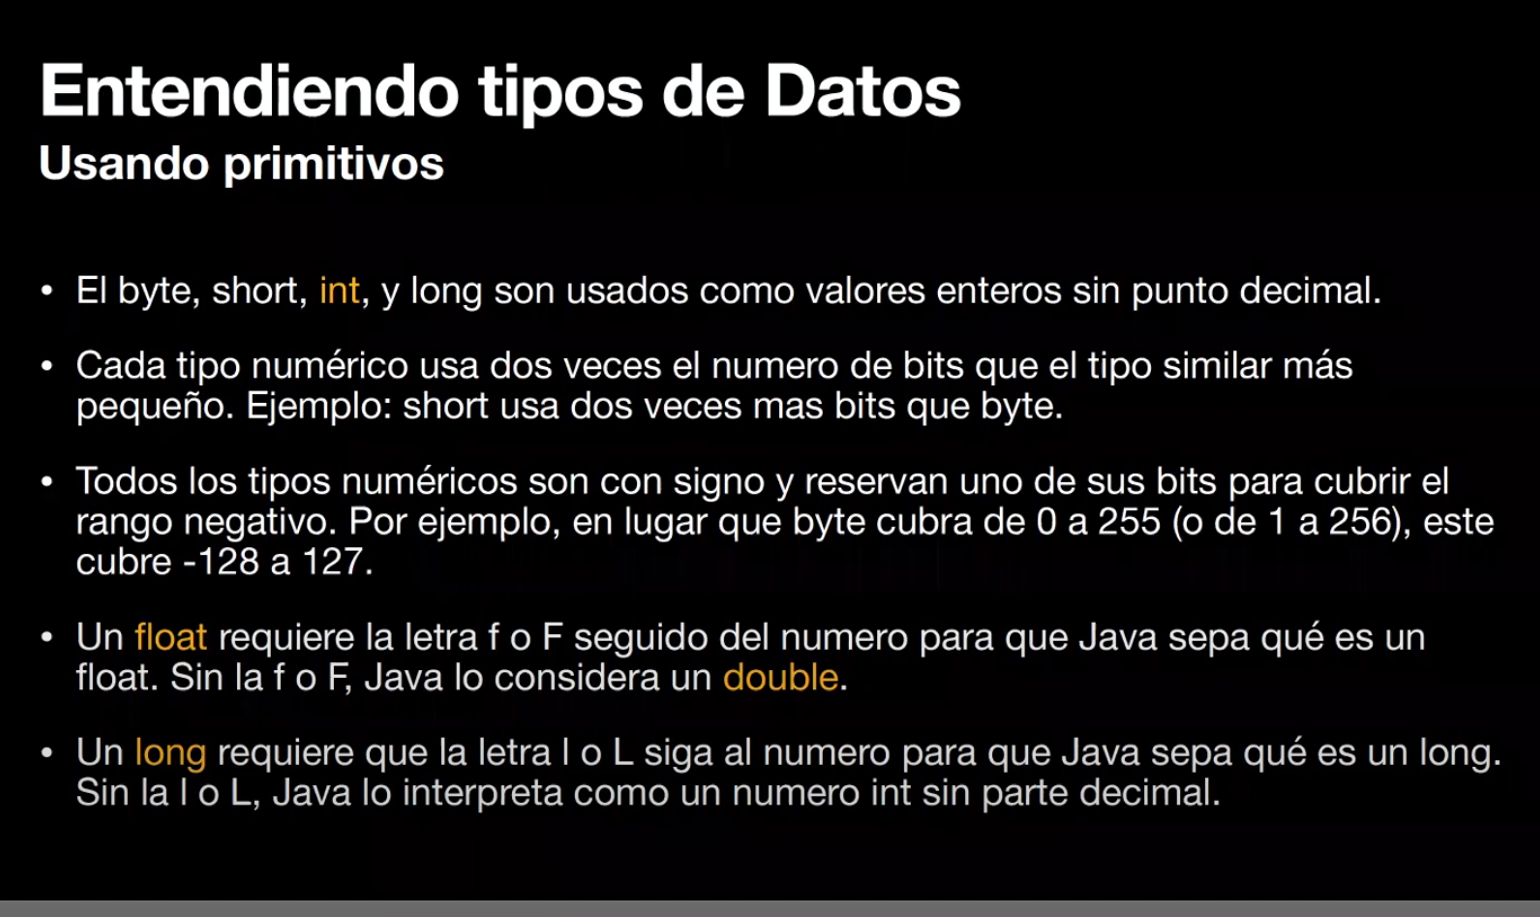 Entendiendo tipos de Datos
Usando primitivos
• El byte, short, int, y long son usados como valores enteros sin punto decimal.
• Cada tipo numérico usa dos veces el numero de bits que el tipo similar más
pequeño. Ejemplo: short usa dos veces mas bits que byte.
• Todos los tipos numéricos son con signo y reservan uno de sus bits para cubrir el
rango negativo. Por ejemplo, en lugar que byte cubra de 0 a 255 (o de 1 a 256), este
cubre -128 a 127.
• Un float requiere la letra f o F seguido del numero para que Java sepa qué es un
float. Sin la f o F, Java lo considera un double.
• Un long requiere que la letra l o L siga al numero para que Java sepa qué es un long.
Sin la l o L, Java lo interpreta como un numero int sin parte decimal.